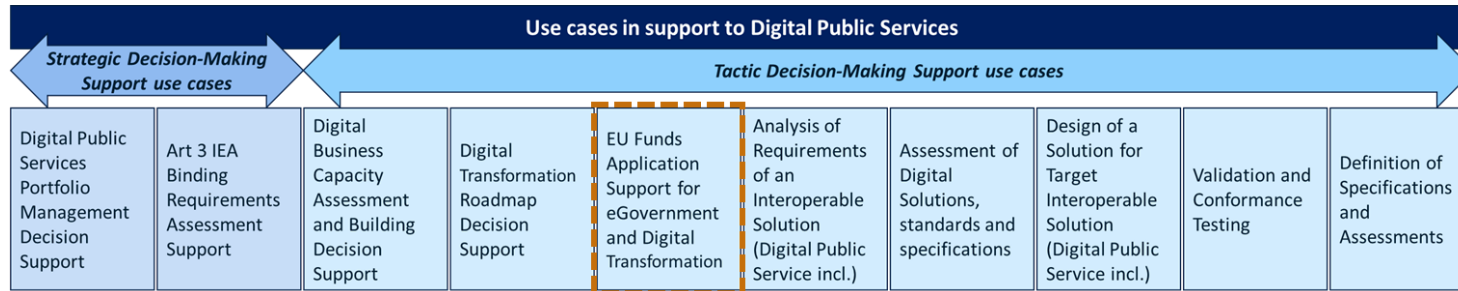 Use cases in support to Digital Public Services
Strategic Decision-Making
Support use cases
Tactic Decision-Making Support use cases
Digital Public
Services
Portfolio
Management
Decision
Support
Art 3 IEA
Binding
Requirements
Assessment
Support
Digital
Business
Capacity
Assessment
and Building
Decision
Support
Digital
Transformation
Roadmap
Decision
Support
EU Funds
Application
Support for
eGovernment
and Digital
Transformation
Analysis of
Requirements
of an
Interoperable
Solution
(Digital Public
Service incl.)
Assessment of
Digital
Solutions,
standards and
specifications
Design of a
Solution for
Target
Interoperable
Solution
(Digital Public
Service incl.)
Validation and
Conformance
Testing
Definition of
Specifications
and
Assessments